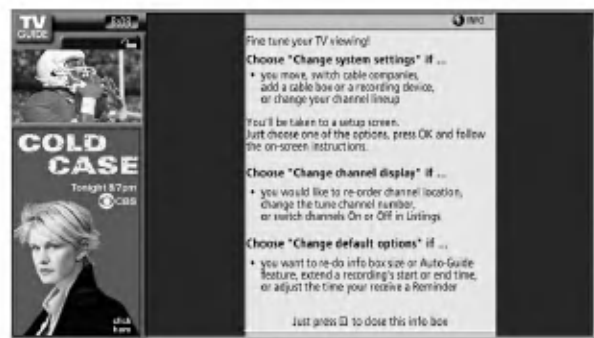 TV
GUIDE
INFO
Fine tune your TV viewing!
Choose "Change system settings" if ...
• you move, switch cable companies,
add a cable box or a recording device,
or change your channel lineup
You'll be taken to a setup screen.
Just choose one of the options, press OK and follow
the on-screen instructions.
Choose "Change channel display" if ...
• you would like to re-order channel location,
change the tune channel number,
or switch channels On or Off in Listings
Choose "Change default options" if ...
• you want to re-do info box size or Auto-Guide
feature, extend a recording's start or end time,
or adjust the time your receive a Reminder
Just press to close this info box
COLD
CASE
Tonight 8/7pm
CBS
click
here